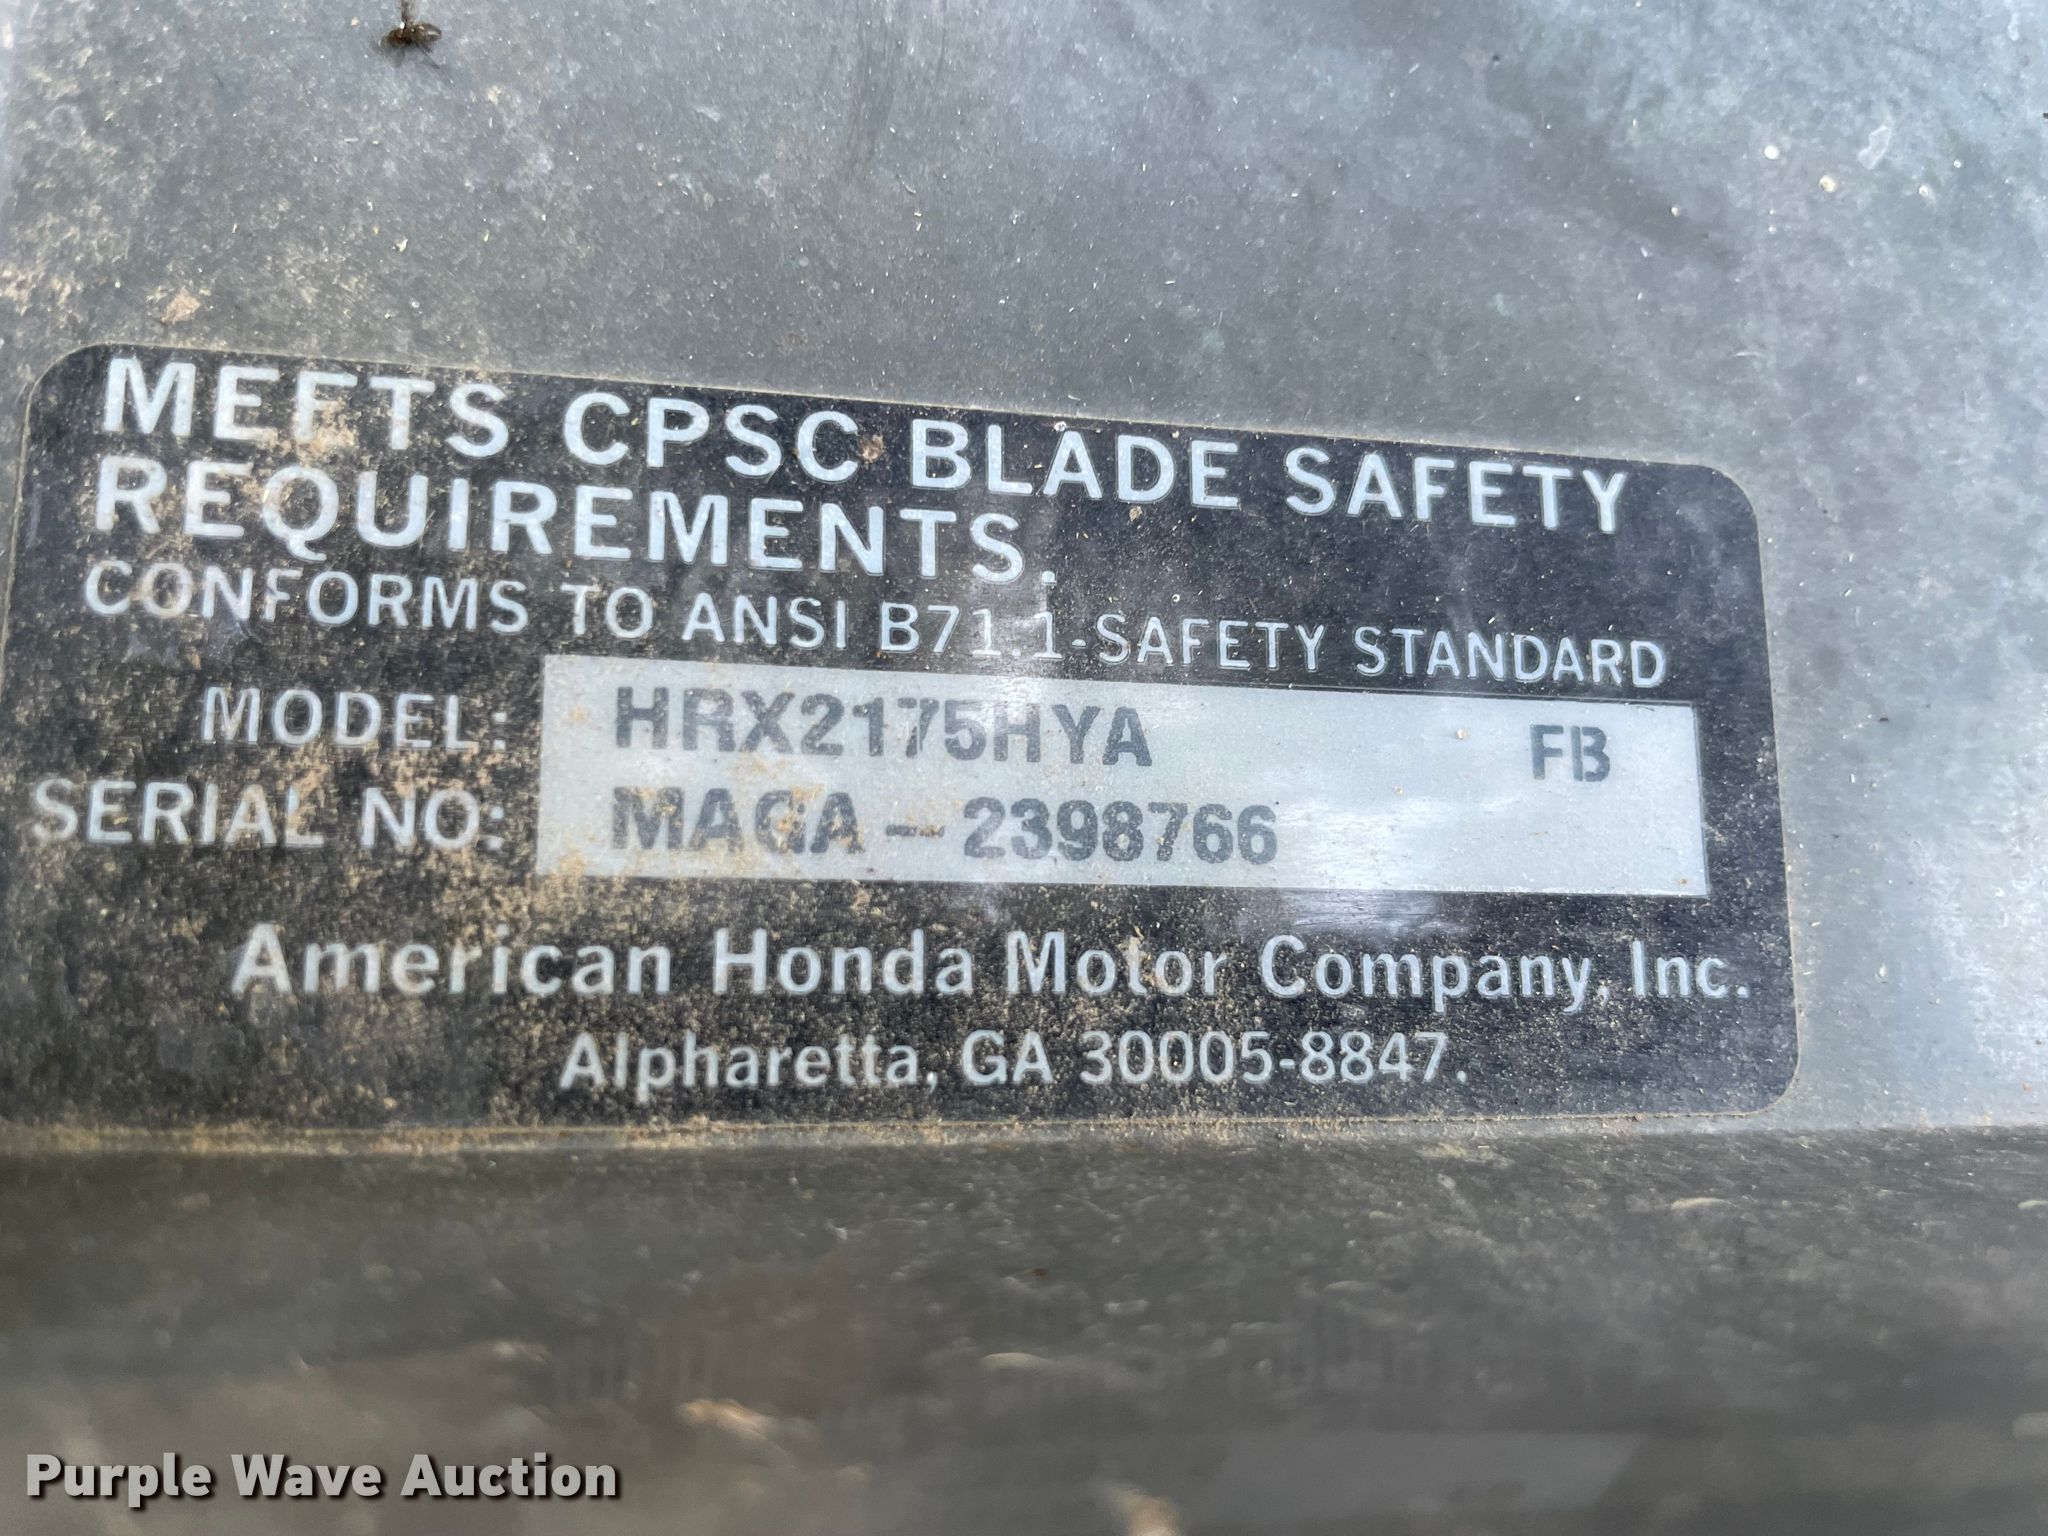 MEETS CPSC BLADE SAFETY
REQUIREMENTS.
CONFORMS TO ANSI B71.1-SAFETY STANDARD
MODEL: HRX2175HYA FB
SERIAL NO: MAGA-2398766
American Honda Motor Company, Inc.
Alpharetta, GA 30005-8847.
Purple Wave Auction